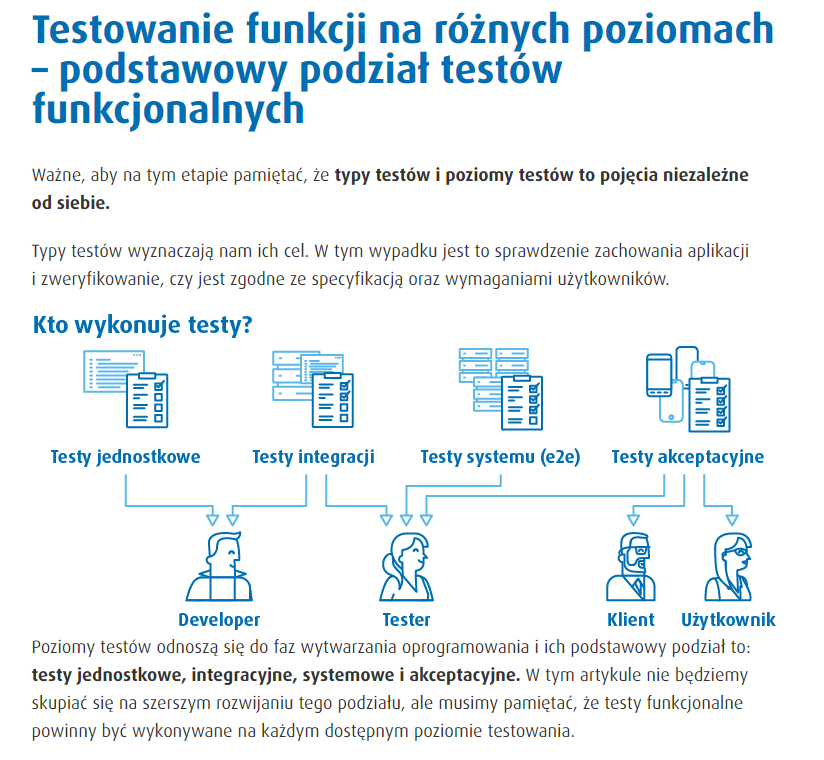 Testowanie funkcji na różnych poziomach
– podstawowy podział testów
funkcjonalnych
Ważne, aby na tym etapie pamiętać, że typy testów i poziomy testów to pojęcia niezależne
od siebie.
Typy testów wyznaczają nam ich cel. W tym wypadku jest to sprawdzenie zachowania aplikacji
i zweryfikowanie, czy jest zgodne ze specyfikacją oraz wymaganiami użytkowników.
Kto wykonuje testy?
Testy jednostkowe
Testy integracji
Testy systemu (e2e)
Testy akceptacyjne
Developer
Tester
Klient
Użytkownik
Poziomy testów odnoszą się do faz wytwarzania oprogramowania i ich podstawowy podział to:
testy jednostkowe, integracyjne, systemowe i akceptacyjne. W tym artykule nie będziemy
skupiać się na szerszym rozwijaniu tego podziału, ale musimy pamiętać, że testy funkcjonalne
powinny być wykonywane na każdym dostępnym poziomie testowania.